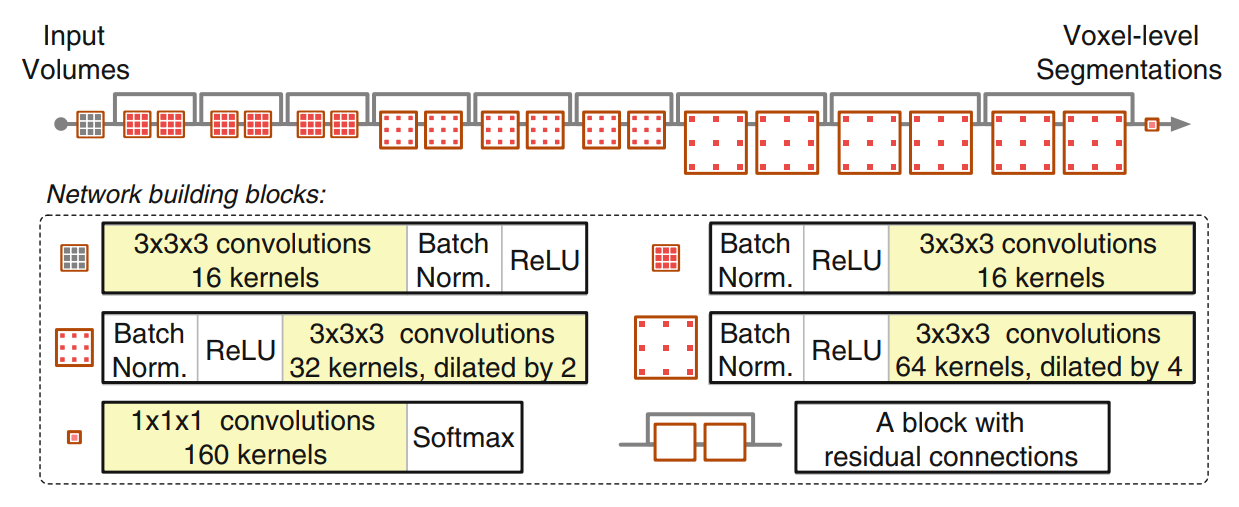 Input
Volumes
Voxel-level
Segmentations
Network building blocks:
3x3x3 convolutions
16 kernels
Batch
Norm.
ReLU
Batch
Norm.
ReLU
3x3x3 convolutions
16 kernels
Batch
Norm.
ReLU
3x3x3 convolutions
32 kernels, dilated by 2
Batch
Norm.
ReLU
3x3x3 convolutions
64 kernels, dilated by 4
1x1x1 convolutions
160 kernels
Softmax
A block with
residual connections